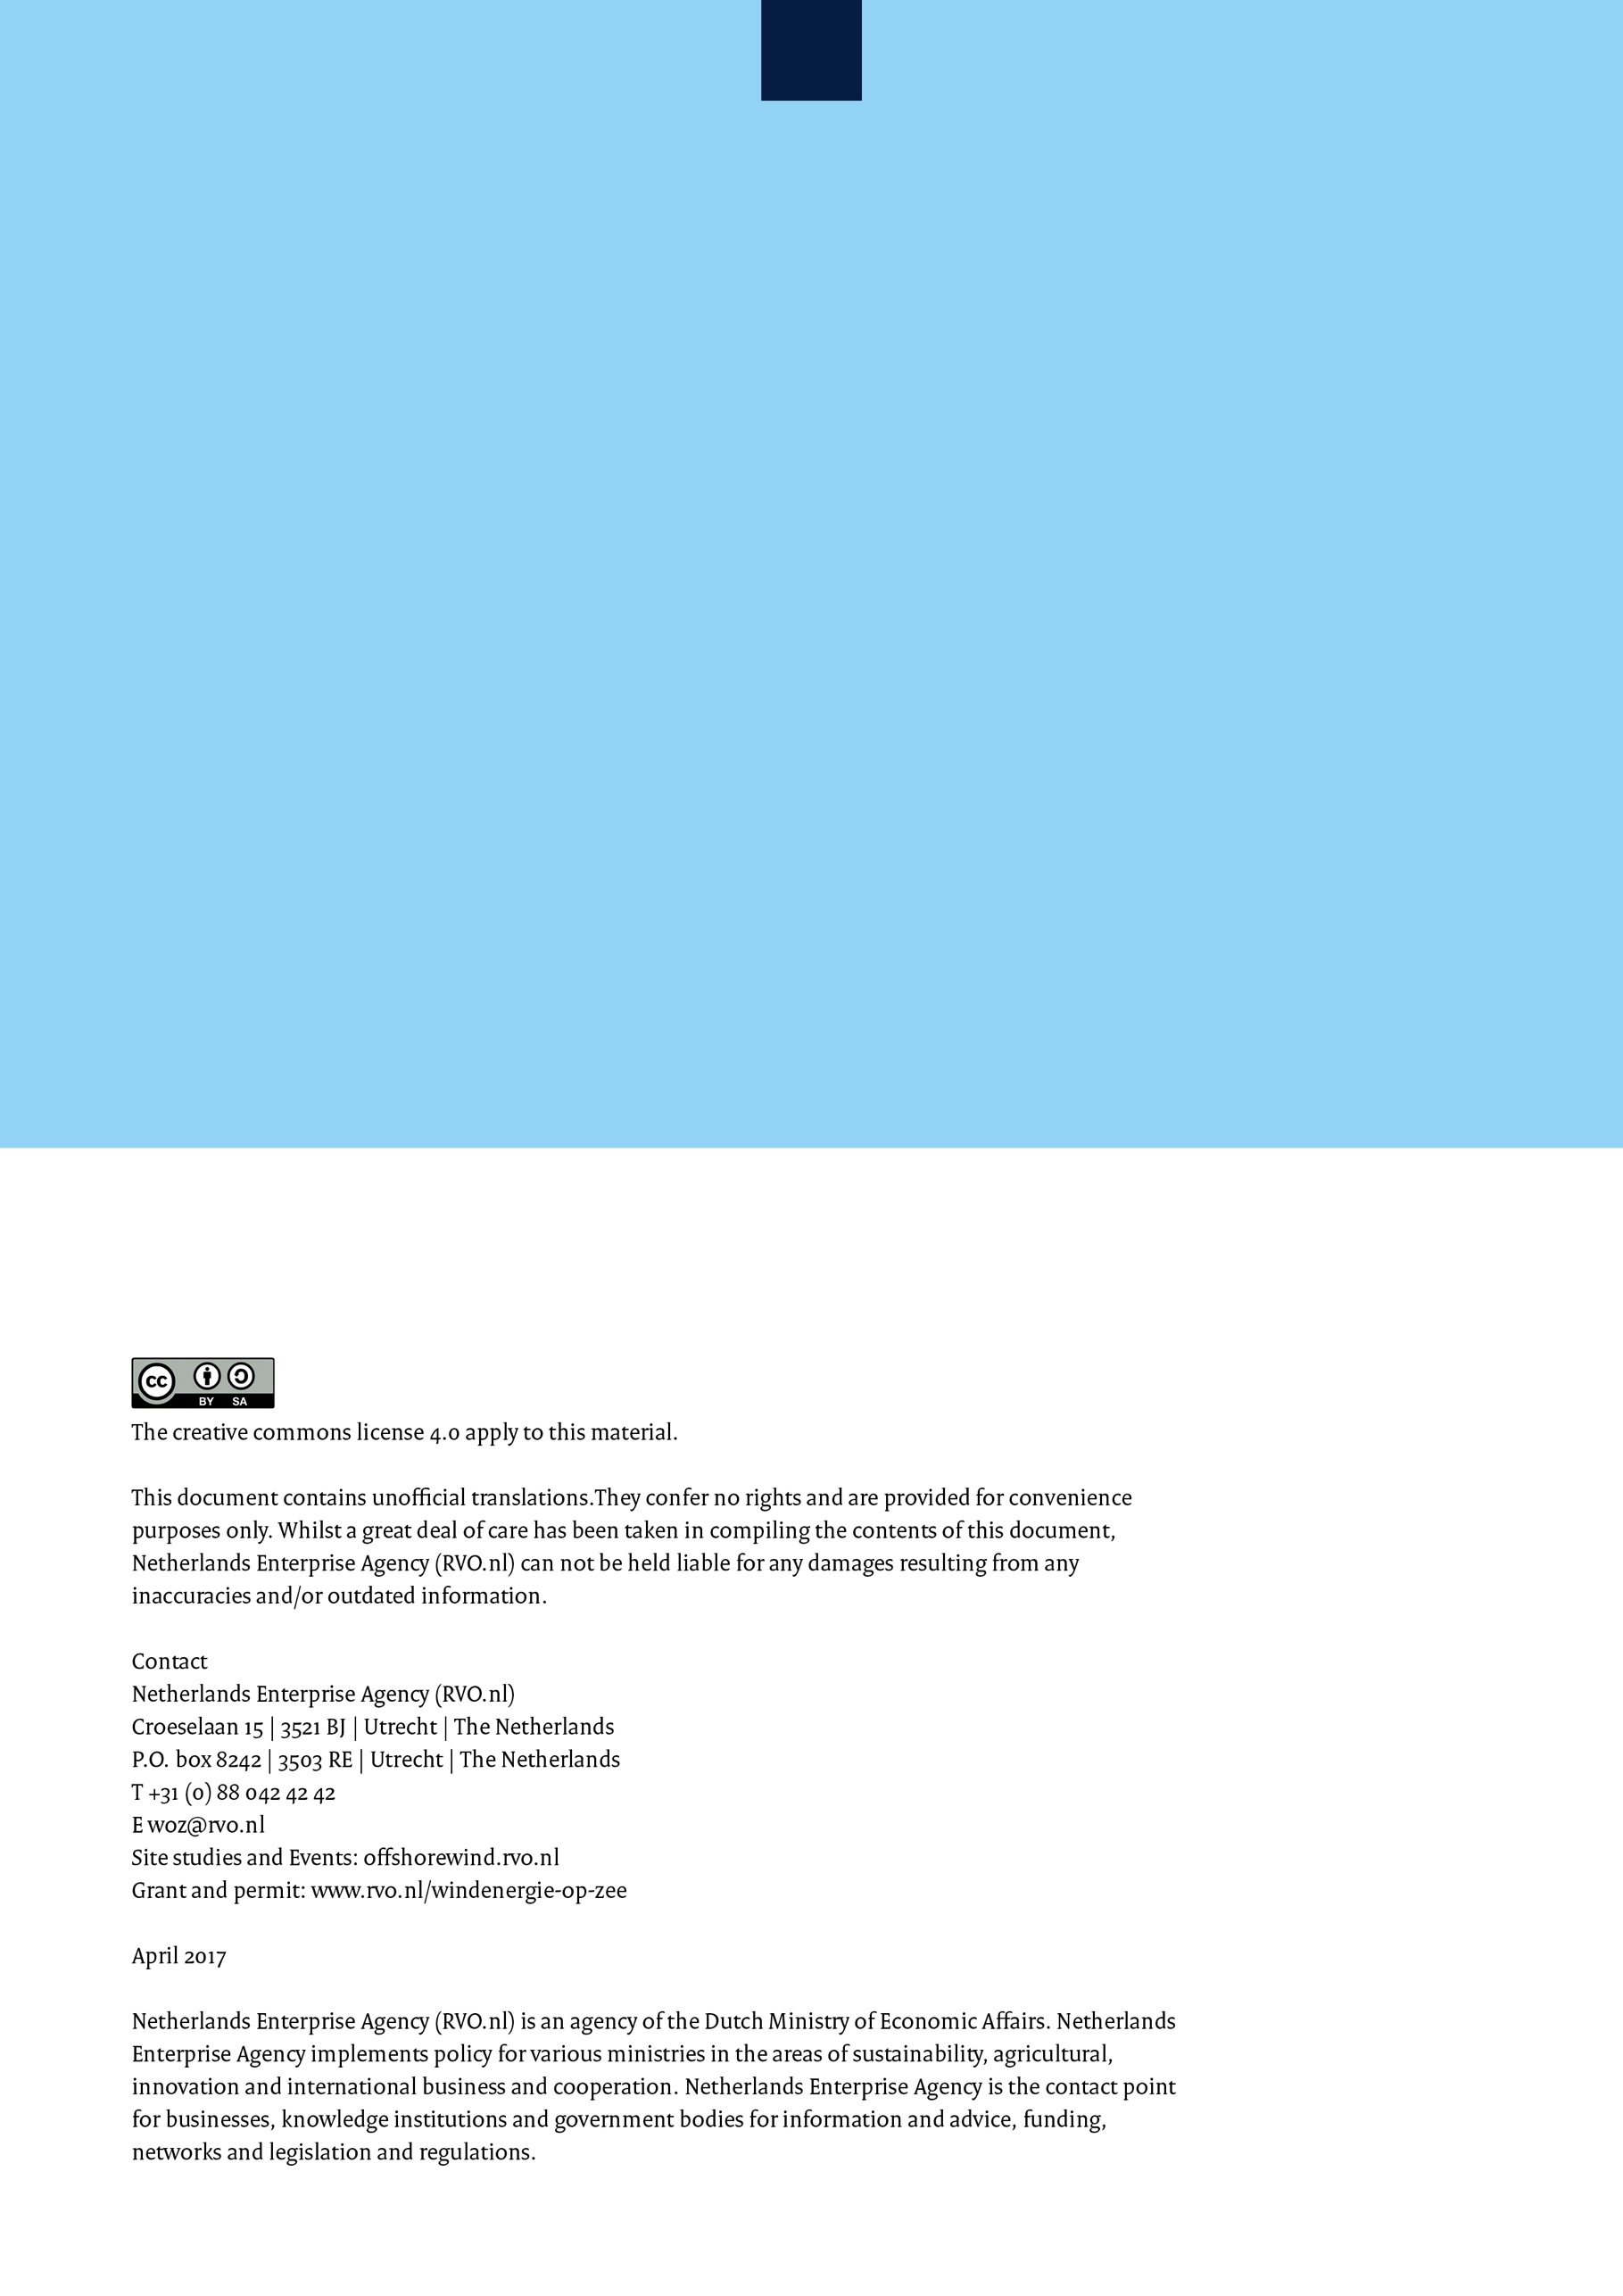 cc
BY SA
The creative commons license 4.0 apply to this material.
This document contains unofficial translations.They confer no rights and are provided for convenience
purposes only. Whilst a great deal of care has been taken in compiling the contents of this document,
Netherlands Enterprise Agency (RVO.nl) can not be held liable for any damages resulting from any
inaccuracies and/or outdated information.
Contact
Netherlands Enterprise Agency (RVO.nl)
Croeselaan 15 | 3521 BJ | Utrecht | The Netherlands
P.O. box 8242 | 3503 RE | Utrecht | The Netherlands
T +31 (0) 88 042 42 42
E woz@rvo.nl
Site studies and Events: offshorewind.rvo.nl
Grant and permit: www.rvo.nl/windenergie-op-zee
April 2017
Netherlands Enterprise Agency (RVO.nl) is an agency of the Dutch Ministry of Economic Affairs. Netherlands
Enterprise Agency implements policy for various ministries in the areas of sustainability, agricultural,
innovation and international business and cooperation. Netherlands Enterprise Agency is the contact point
for businesses, knowledge institutions and government bodies for information and advice, funding,
networks and legislation and regulations.